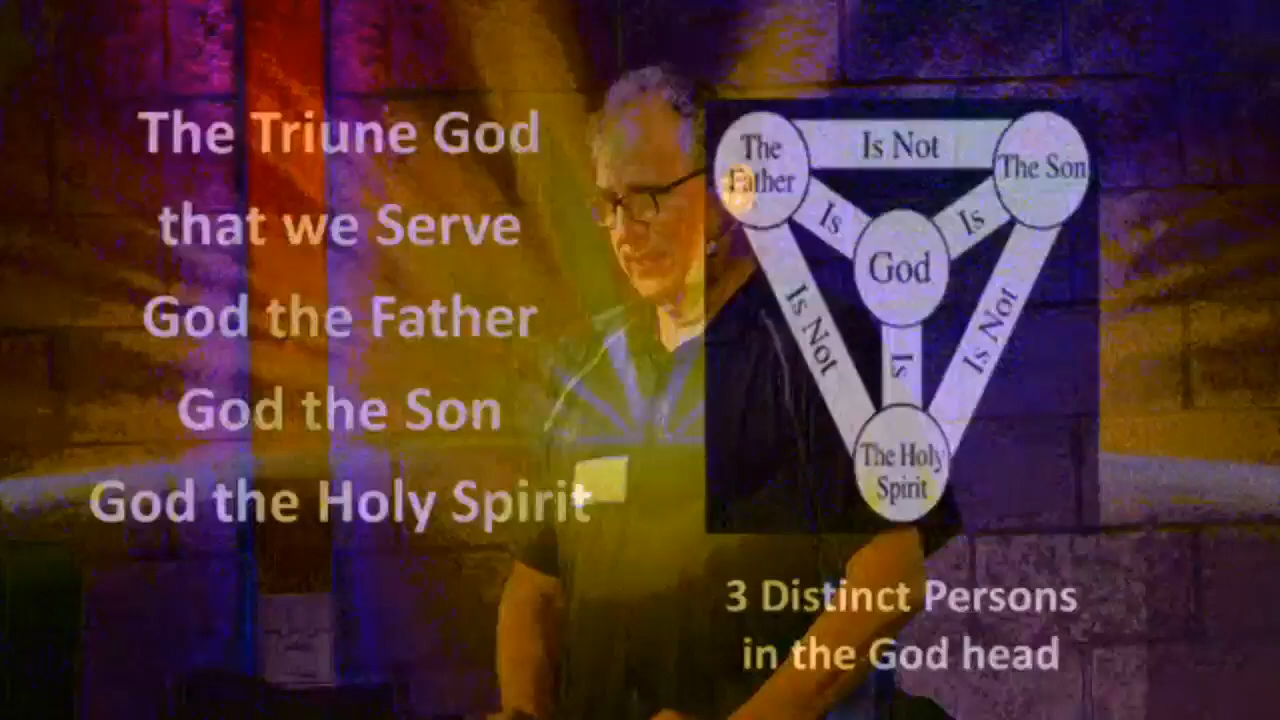 The Triune God
that we Serve
God the Father
God the Son
God the Holy Spirit
The
Father
Is Not
The Son
Is
Is
God
Is Not
Is
Is Not
The Holy
Spirit
3 Distinct Persons
in the God head